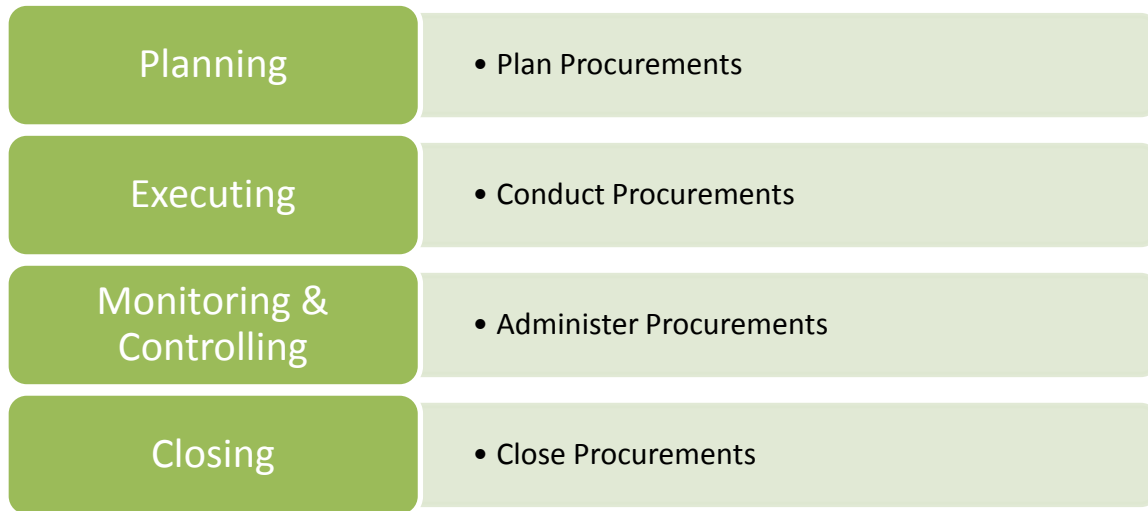 Planning
• Plan Procurements
Executing
• Conduct Procurements
Monitoring &
Controlling
• Administer Procurements
Closing
• Close Procurements